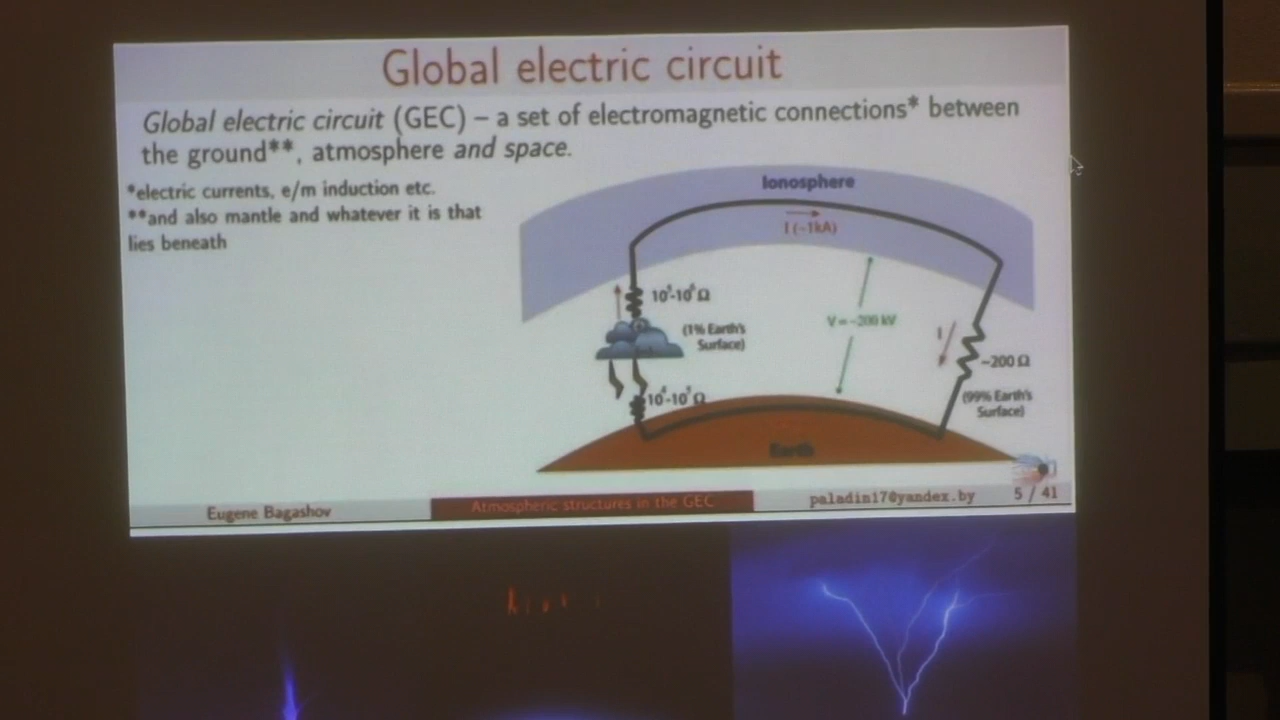 Global electric circuit
Global electric circuit (GEC) – a set of electromagnetic connections* between
the ground**, atmosphere and space.
*electric currents, e/m induction etc.
**and also mantle and whatever it is that
lies beneath
Ionosphere
I (~1kA)
(1% Earth's
Surface)
V=~200 kV
I
~200 Ω
(99% Earth's
Surface)
Earth
Eugene Bagashov
Atmospheric structures in the GEC
paladin17@yandex.by
5 / 41